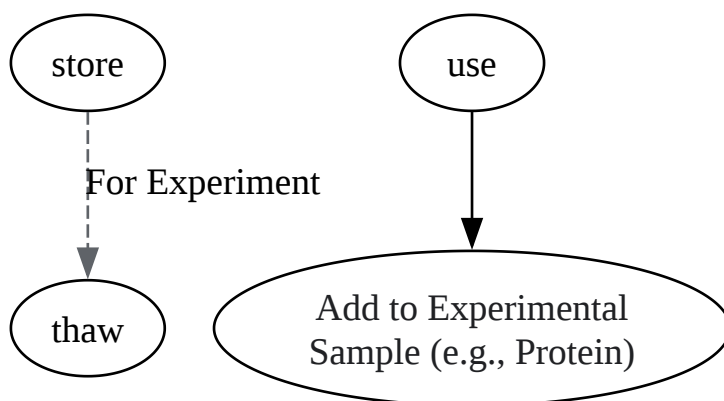 store
use
For Experiment
thaw
Add to Experimental
Sample (e.g., Protein)